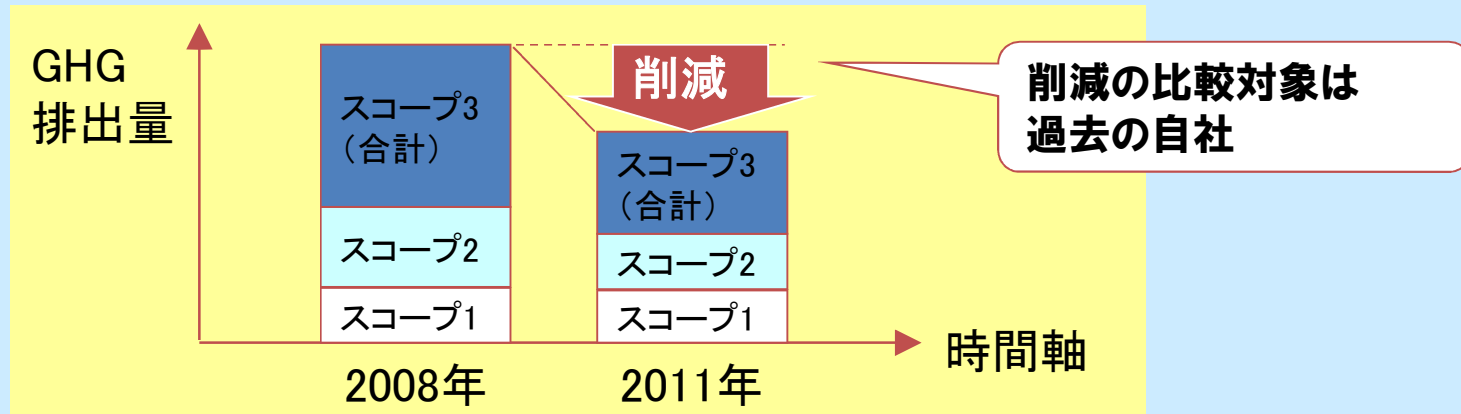 GHG
排出量
スコープ3
（合計）
スコープ2
スコープ1
2008年
削減
スコープ3
（合計）
スコープ2
スコープ1
2011年
時間軸
削減の比較対象は
過去の自社